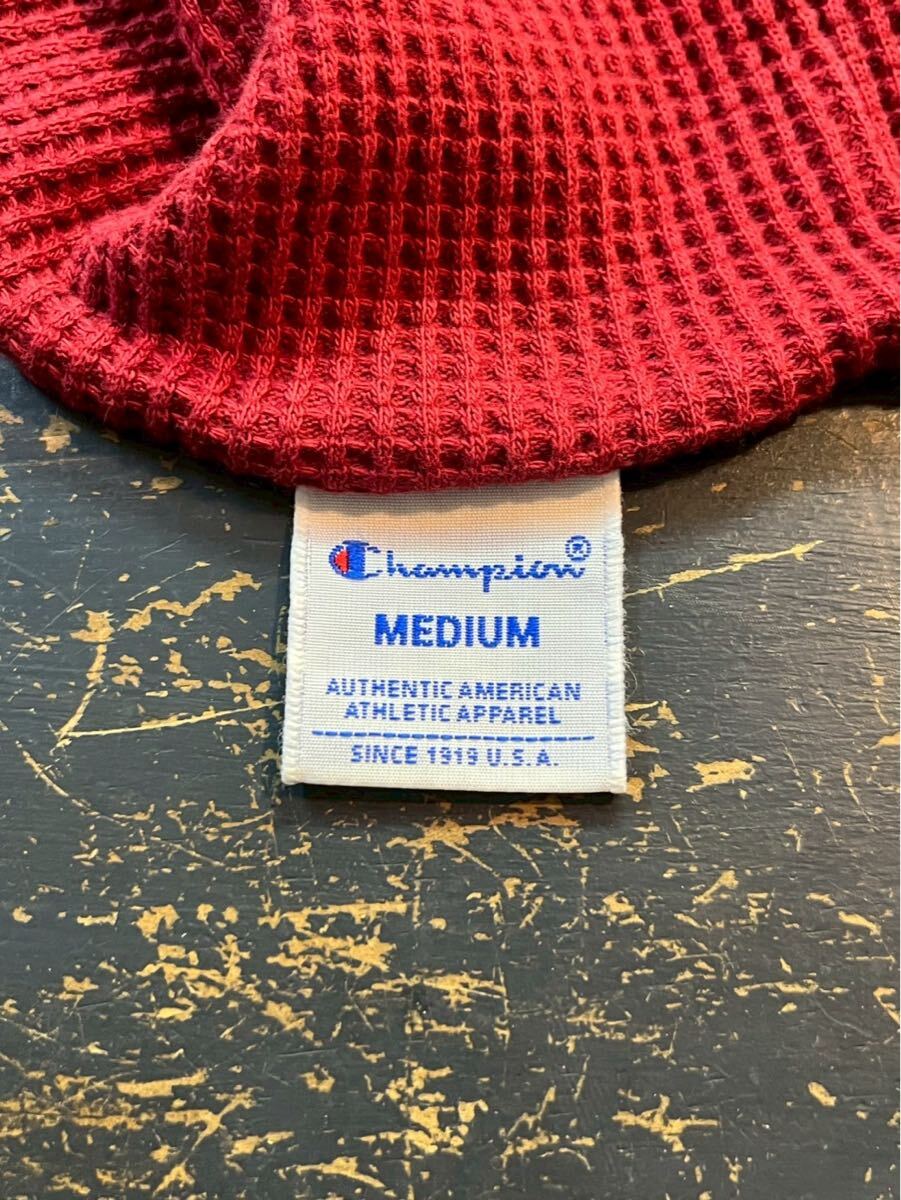 Champion®
MEDIUM
AUTHENTIC AMERICAN
ATHLETIC APPAREL
SINCE 1919 U.S.A.